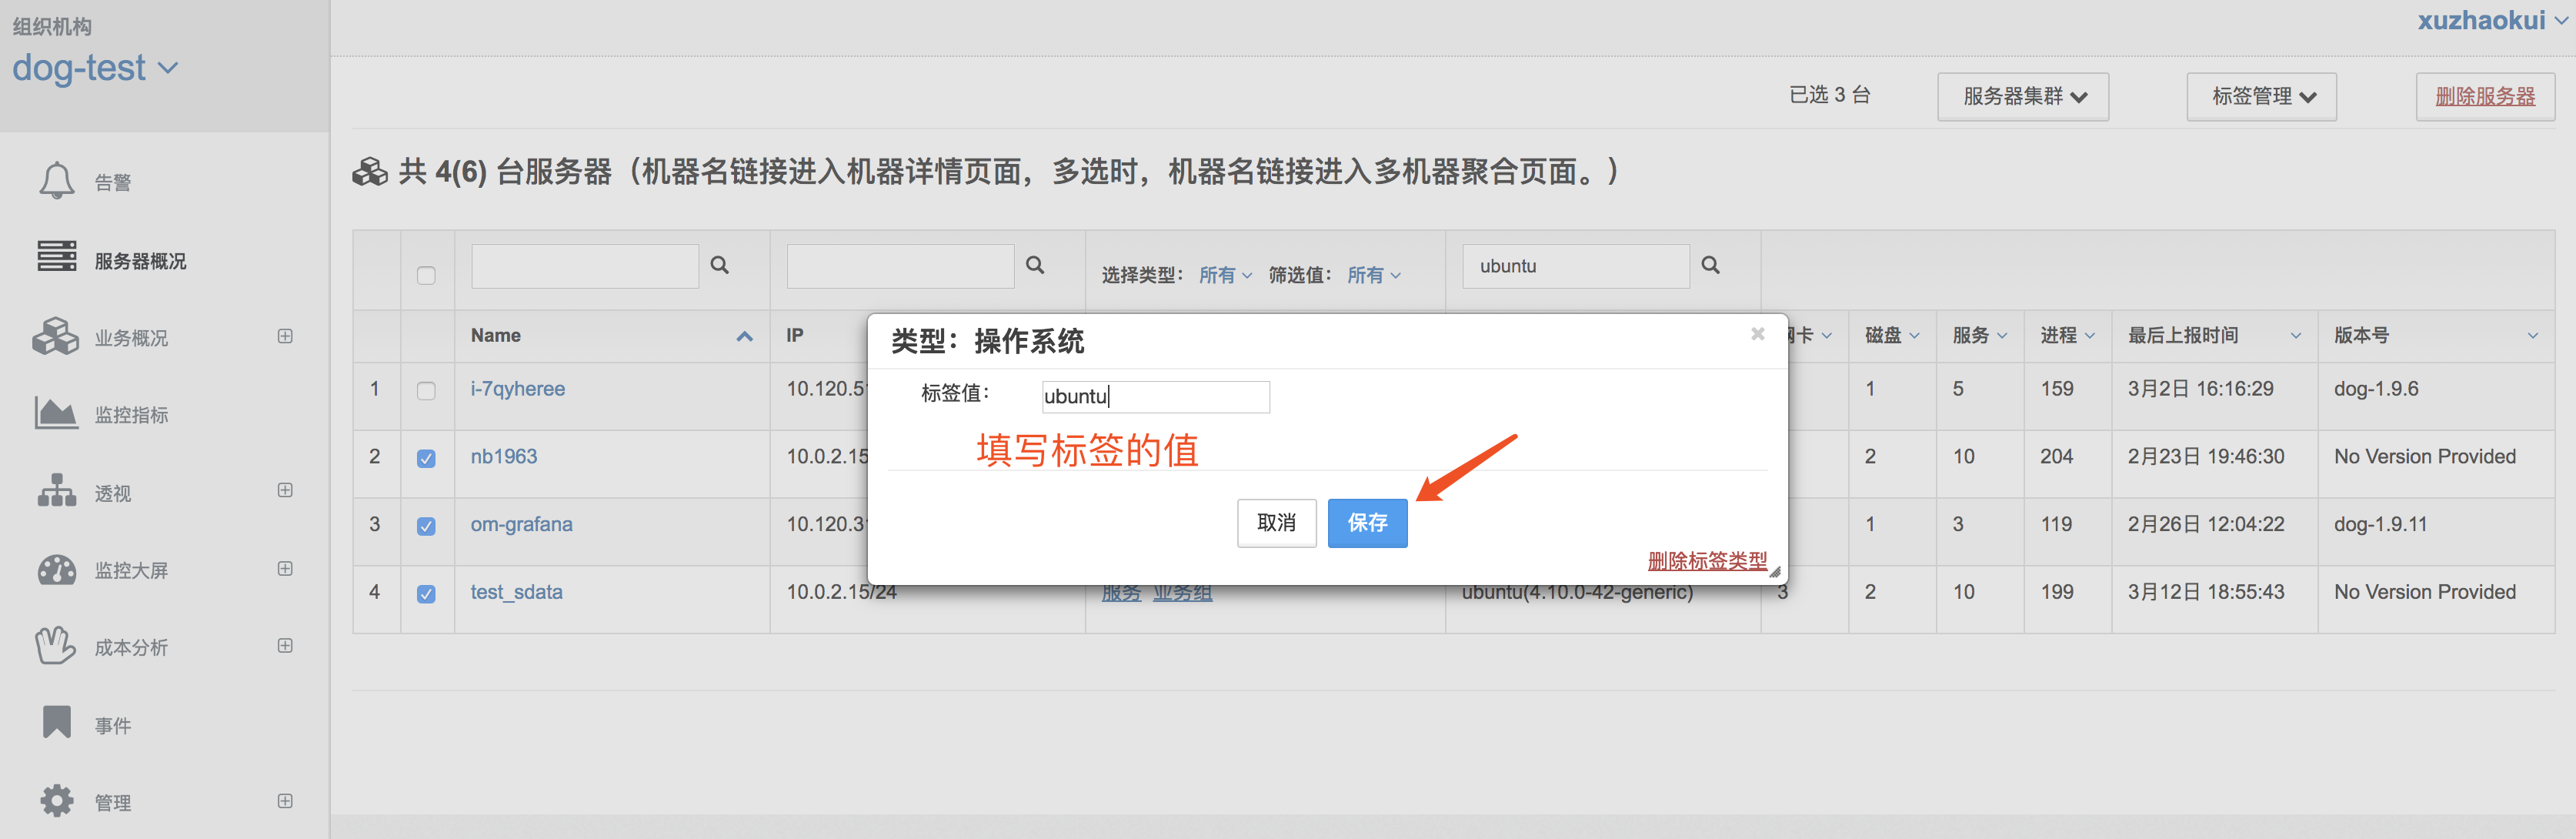 组织机构
dog-test
xuzhaokui
已选 3 台
服务器集群
标签管理
删除服务器
告警
服务器概况
业务概况
监控指标
透视
监控大屏
成本分析
事件
管理
共 4(6) 台服务器（机器名链接进入机器详情页面，多选时，机器名链接进入多机器聚合页面。）
选择类型： 所有 筛选值： 所有
ubuntu
Name IP 磁盘 服务 进程 最后上报时间 版本号
1 i-7qyheree 1 5 159 3月2日 16:16:29 dog-1.9.6
2 nb1963 10.0.2.15 2 10 204 2月23日 19:46:30 No Version Provided
3 om-grafana 1 3 119 2月26日 12:04:22 dog-1.9.11
4 test_sdata 10.0.2.15/24 服务 业务组 ubuntu(4.10.0-42-generic) 3 2 10 199 3月12日 18:55:43 No Version Provided
类型：操作系统
标签值： ubuntu
填写标签的值
取消 保存
删除标签类型